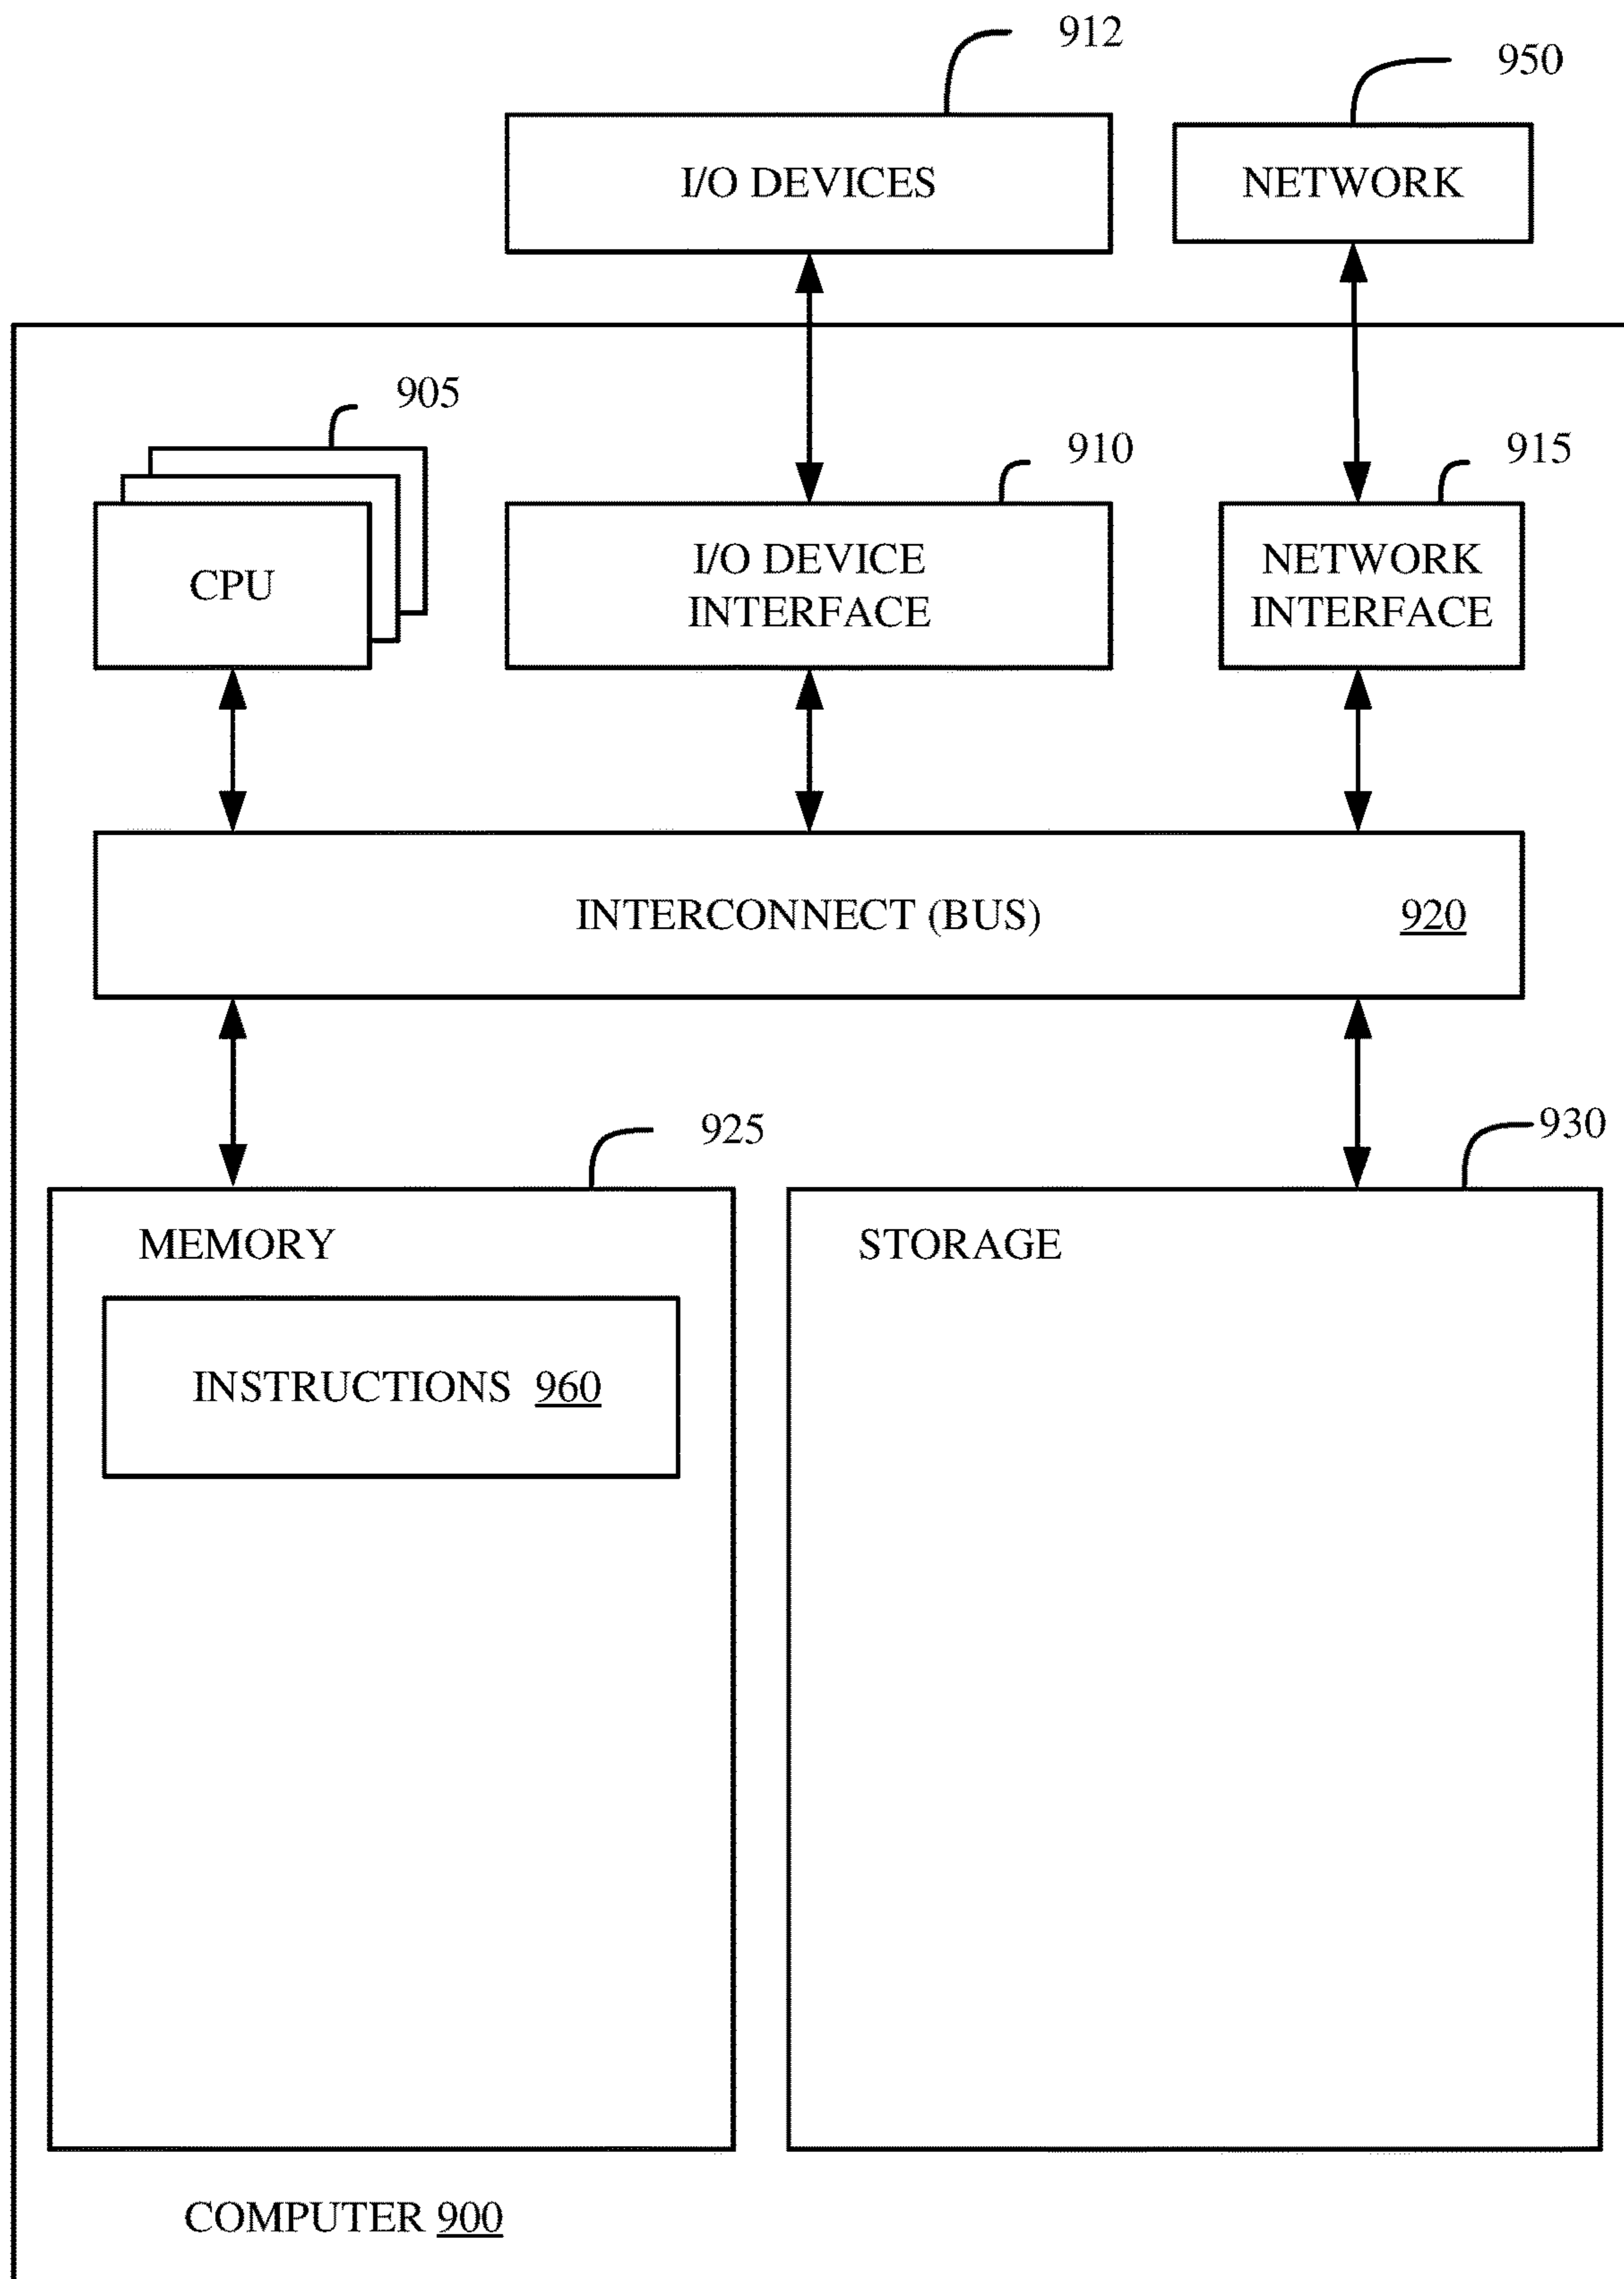 912
950
I/O DEVICES
NETWORK
905
910
915
CPU
I/O DEVICE
INTERFACE
NETWORK
INTERFACE
INTERCONNECT (BUS) 920
925
930
MEMORY
STORAGE
INSTRUCTIONS 960
COMPUTER 900